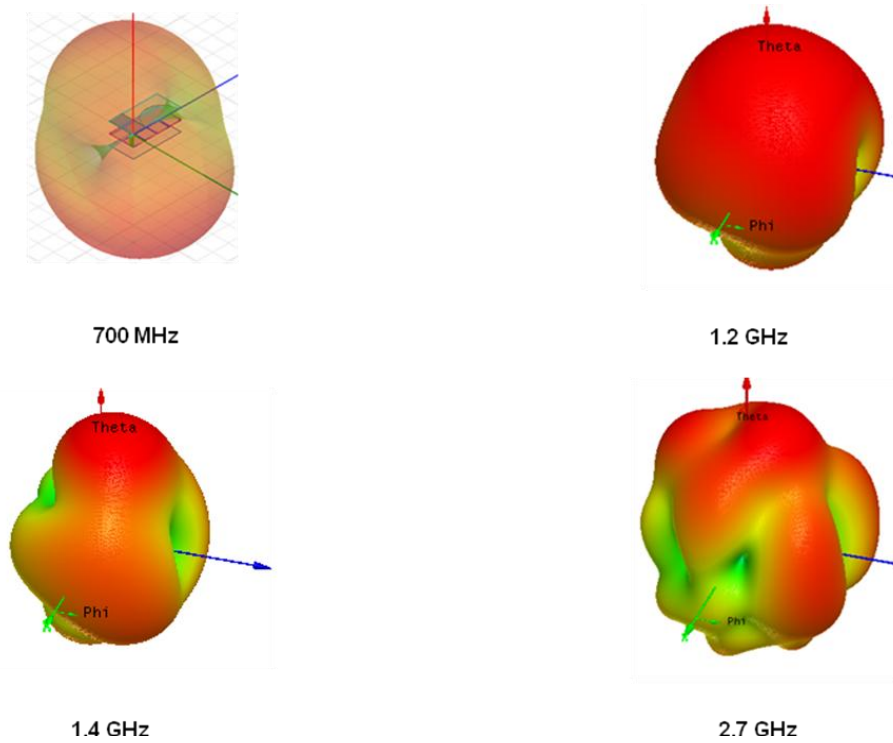 Theta
Phi
700 MHz
1.2 GHz
Theta
Phi
Theta
Phi
1.4 GHz
2.7 GHz